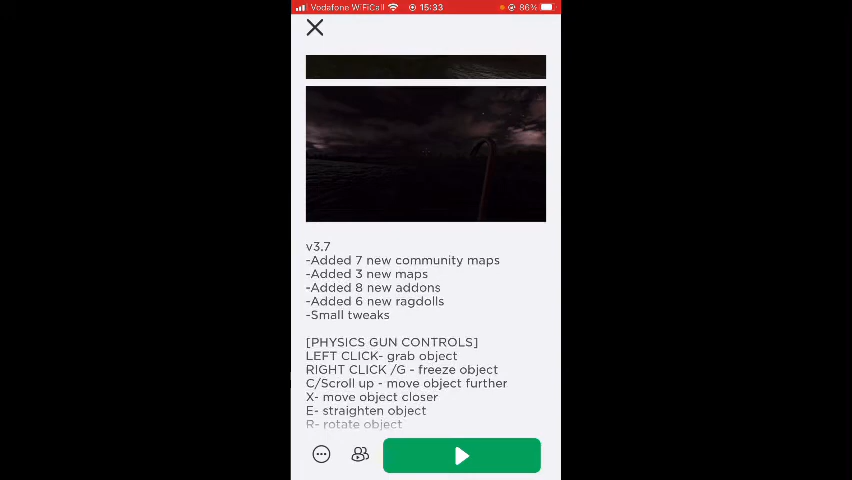 Vodafone WiFiCall 15:33 86%
v3.7
-Added 7 new community maps
-Added 3 new maps
-Added 8 new addons
-Added 6 new ragdolls
-Small tweaks
[PHYSICS GUN CONTROLS]
LEFT CLICK- grab object
RIGHT CLICK /G - freeze object
C/Scroll up - move object further
X- move object closer
E- straighten object
R- rotate object